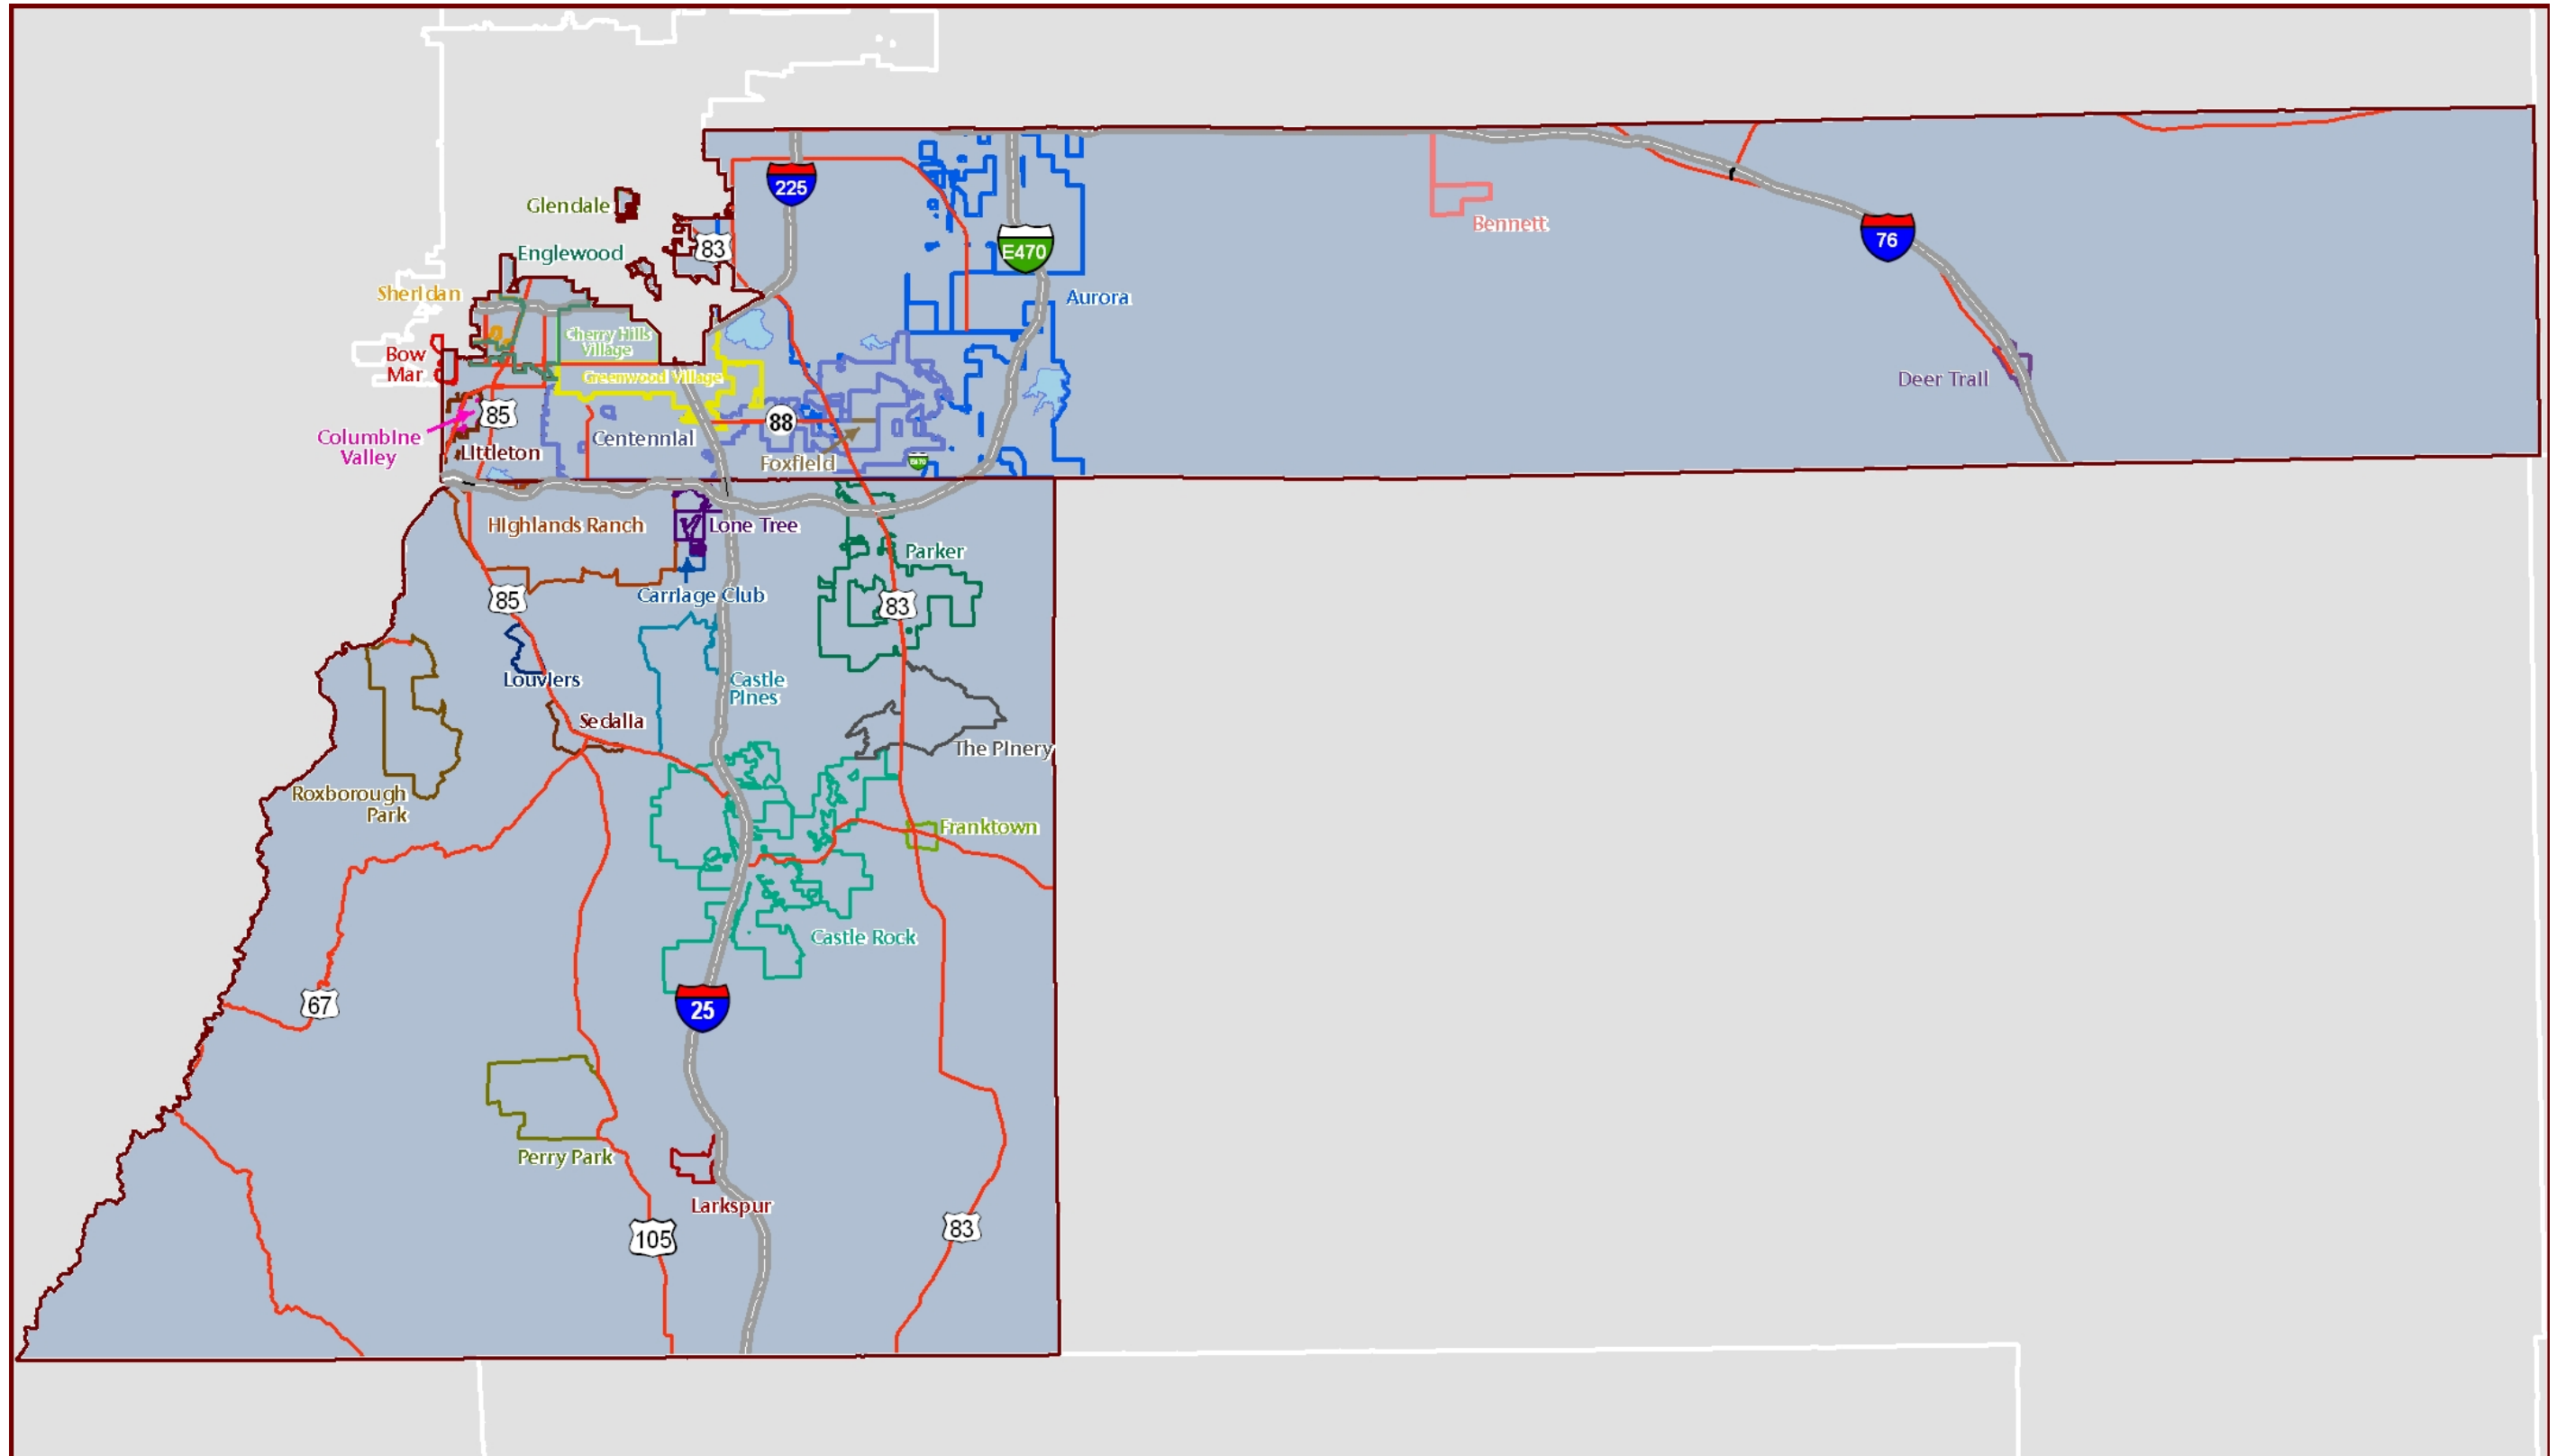 225
Glendale
83
E470
Bennett
76
Englewood
Sheridan
Aurora
Cherry Hills
Village
Bow
Mar
Greenwood Village
Deer Trail
85
88
Columbine
Valley
Centennial
Littleton
Foxfield
E470
Highlands Ranch
Lone Tree
Parker
85
Carriage Club
83
Louviers
Castle
Pines
Sedalia
The Pinery
Roxborough
Park
Franktown
Castle Rock
67
25
Perry Park
Larkspur
105
83